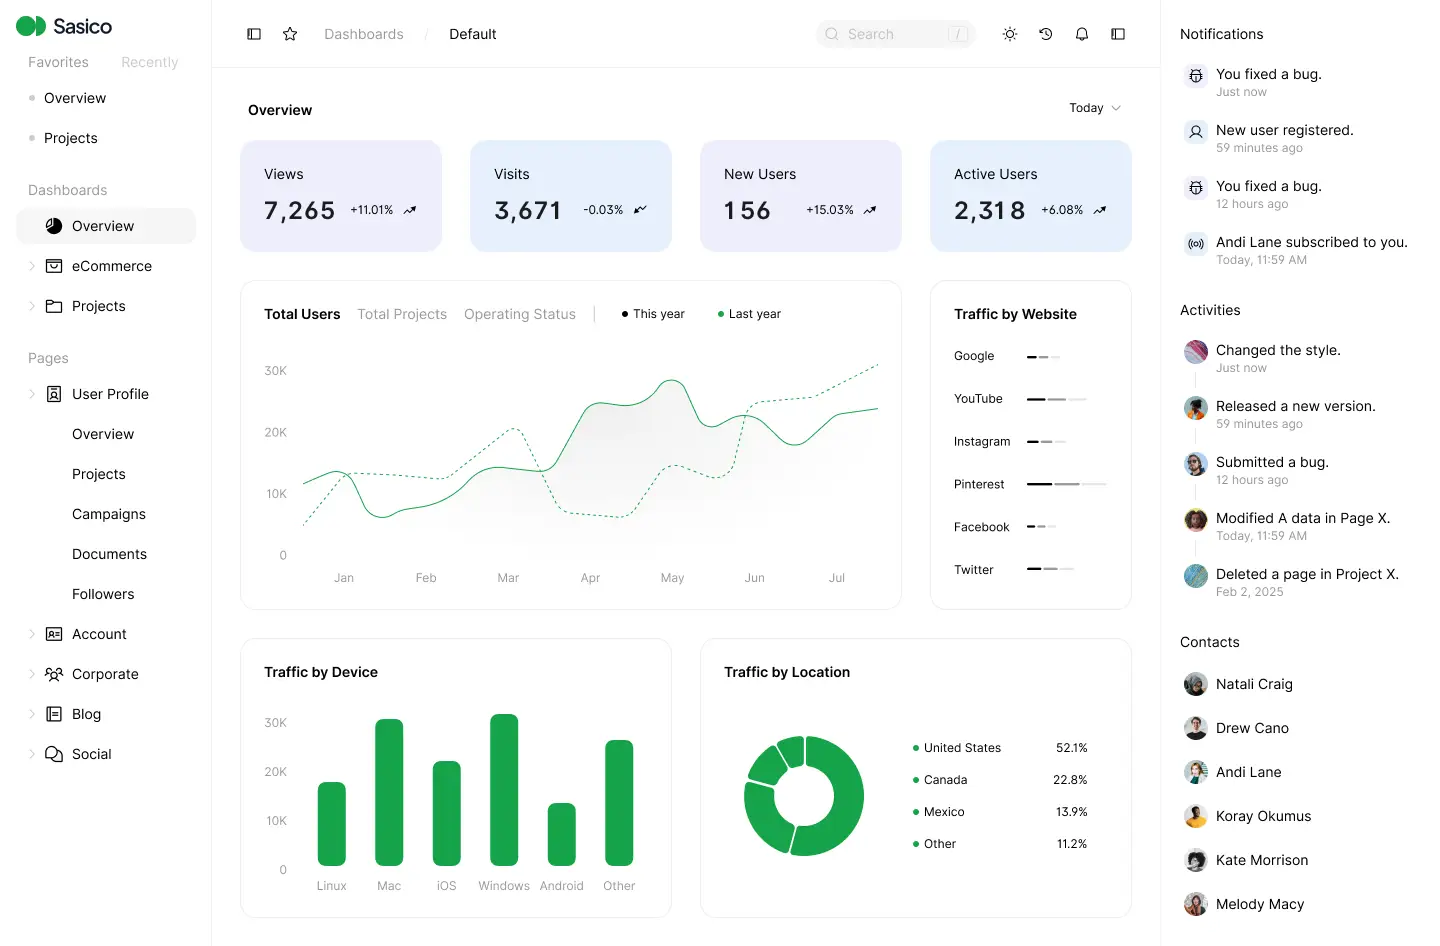 Sasico
Favorites Recently
Overview
Projects
Dashboards
Overview
eCommerce
Projects
Pages
User Profile
Overview
Projects
Campaigns
Documents
Followers
Account
Corporate
Blog
Social
Dashboards / Default
Search /
Overview
Today
Views
7,265 +11.01%
Visits
3,671 -0.03%
New Users
156 +15.03%
Active Users
2,318 +6.08%
Total Users Total Projects Operating Status This year Last year
30K
20K
10K
0
Jan Feb Mar Apr May Jun Jul
Traffic by Website
Google
YouTube
Instagram
Pinterest
Facebook
Twitter
Traffic by Device
30K
20K
10K
0
Linux Mac iOS Windows Android Other
Traffic by Location
United States 52.1%
Canada 22.8%
Mexico 13.9%
Other 11.2%
Notifications
You fixed a bug.
Just now
New user registered.
59 minutes ago
You fixed a bug.
12 hours ago
Andi Lane subscribed to you.
Today, 11:59 AM
Activities
Changed the style.
Just now
Released a new version.
59 minutes ago
Submitted a bug.
12 hours ago
Modified A data in Page X.
Today, 11:59 AM
Deleted a page in Project X.
Feb 2, 2025
Contacts
Natali Craig
Drew Cano
Andi Lane
Koray Okumus
Kate Morrison
Melody Macy